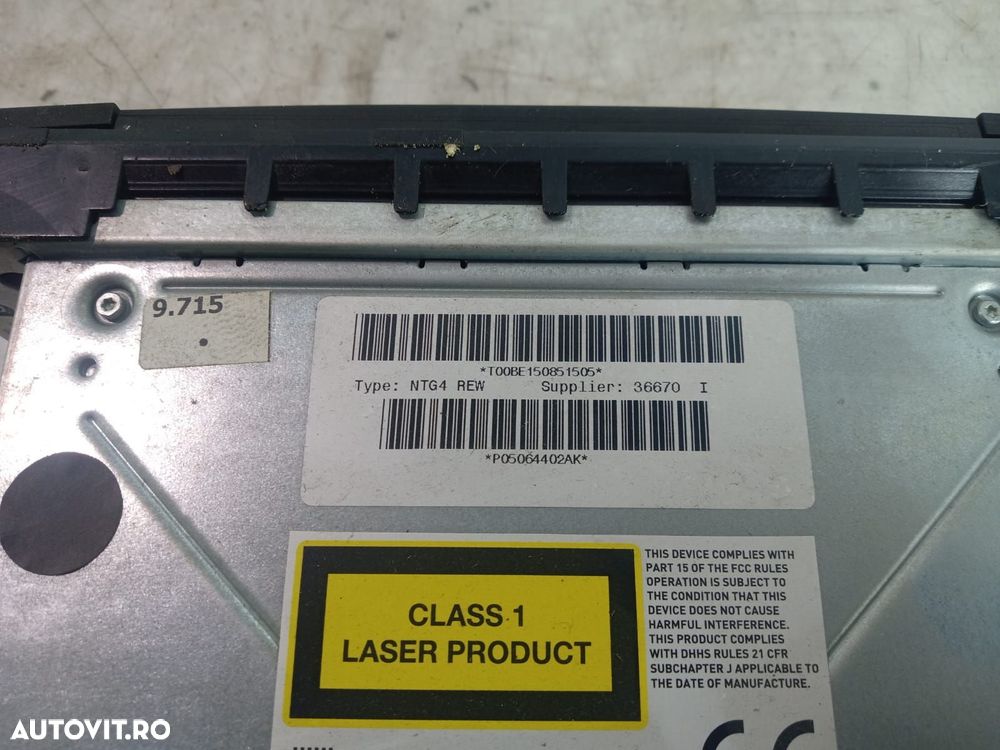 9.715
*T00BE150851505*
Type: NTG4 REW Supplier: 36670 I
*P05064402AK*
CLASS 1
LASER PRODUCT
THIS DEVICE COMPLIES WITH
PART 15 OF THE FCC RULES
OPERATION IS SUBJECT TO
THE CONDITION THAT THIS
DEVICE DOES NOT CAUSE
HARMFUL INTERFERENCE.
THIS PRODUCT COMPLIES
WITH DHHS RULES 21 CFR
SUBCHAPTER J APPLICABLE TO
THE DATE OF MANUFACTURE.
CE
AUTOVIT.RO